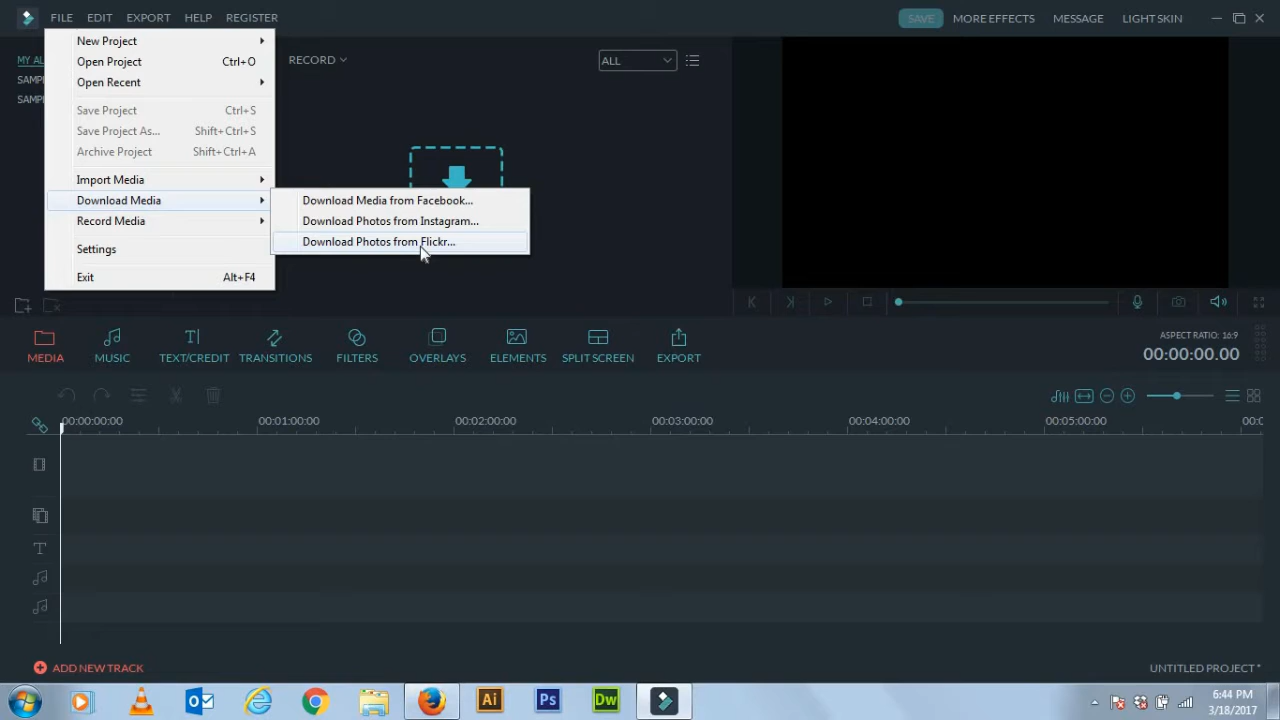 FILE EDIT EXPORT HELP REGISTER SAVE MORE EFFECTS MESSAGE LIGHT SKIN
New Project
Open Project Ctrl+O
Open Recent
Save Project Ctrl+S
Save Project As... Shift+Ctrl+S
Archive Project Shift+Ctrl+A
Import Media
Download Media
Record Media
Settings
Exit Alt+F4
Download Media from Facebook...
Download Photos from Instagram...
Download Photos from Flickr...
MY AL
SAMP
SAMP
RECORD
ALL
MEDIA MUSIC TEXT/CREDIT TRANSITIONS FILTERS OVERLAYS ELEMENTS SPLIT SCREEN EXPORT
ASPECT RATIO: 16:9
00:00:00.00
00:00:00:00 00:01:00:00 00:02:00:00 00:03:00:00 00:04:00:00 00:05:00:00 00:0
T
ADD NEW TRACK
UNTITLED PROJECT *
Ai Ps Dw
6:44 PM
3/18/2017